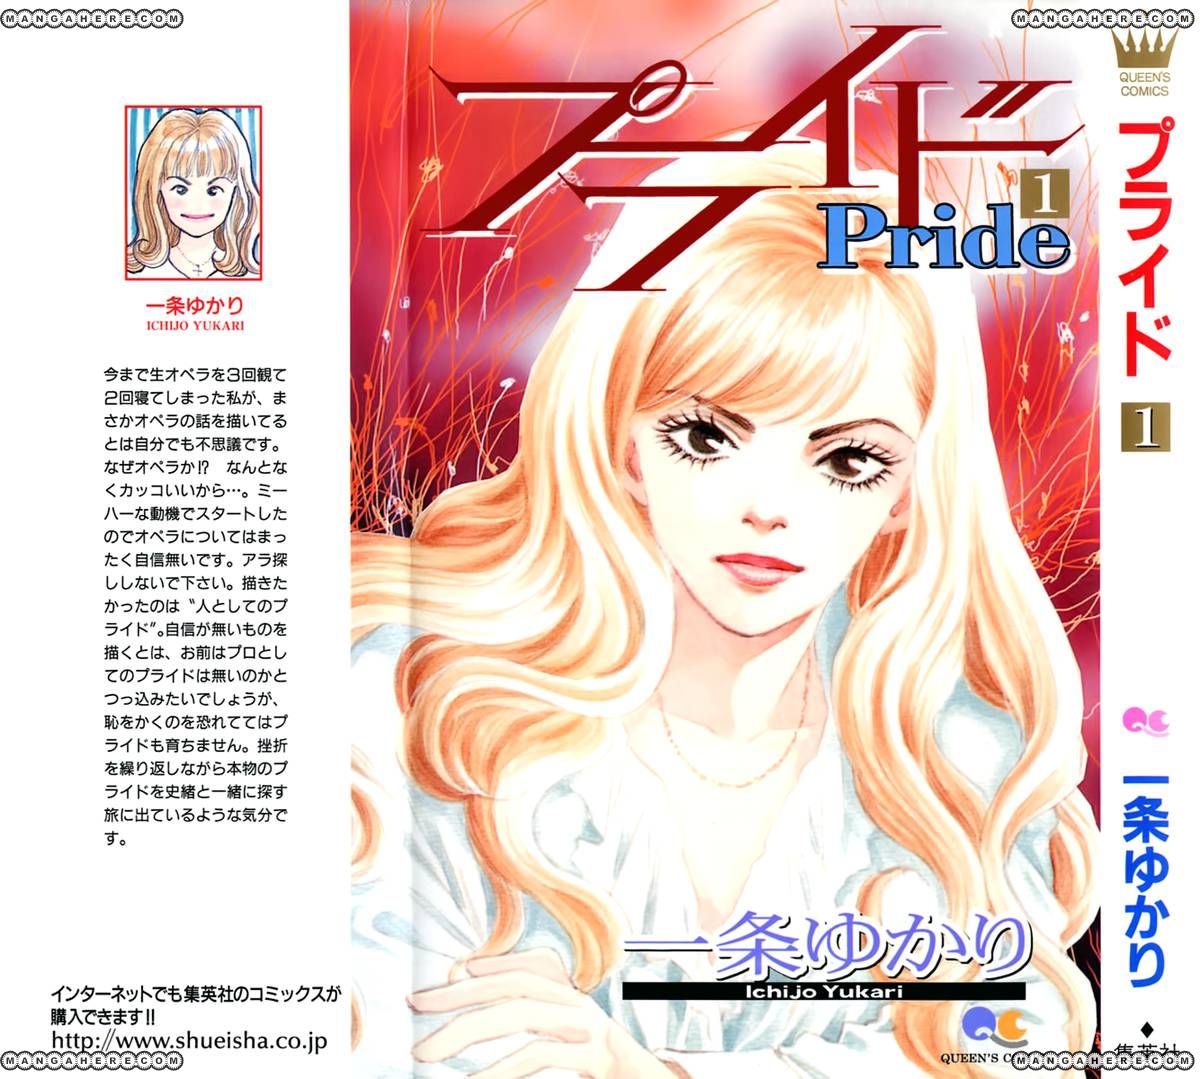 MANGAHERE.COM
MANGAHERE.COM
一条ゆかり
ICHIJO YUKARI
今まで生オペラを3回観て
2回寝てしまった私が、ま
さかオペラの話を描いてる
とは自分でも不思議です。
なぜオペラか!?　なんとな
くカッコいいから…。ミー
ハーな動機でスタートした
のでオペラについてはまっ
たく自信無いです。アラ探
ししないで下さい。描きた
かったのは〝人としてのプ
ライド〟。自信が無いものを
描くとは、お前はプロとし
てのプライドは無いのかと
つっ込みたいでしょうが、
恥をかくのを恐れててはプ
ライドも育ちません。挫折
を繰り返しながら本物のプ
ライドを史緒と一緒に探す
旅に出ているような気分で
す。
インターネットでも集英社のコミックスが
購入できます!!
http://www.shueisha.co.jp
プライド
1
Pride
一条ゆかり
Ichijo Yukari
QC
QUEEN'S C
QUEEN'S
COMICS
プライド
1
QC
一条ゆかり
集英社
MANGAHERE.COM
MANGAHERE.COM